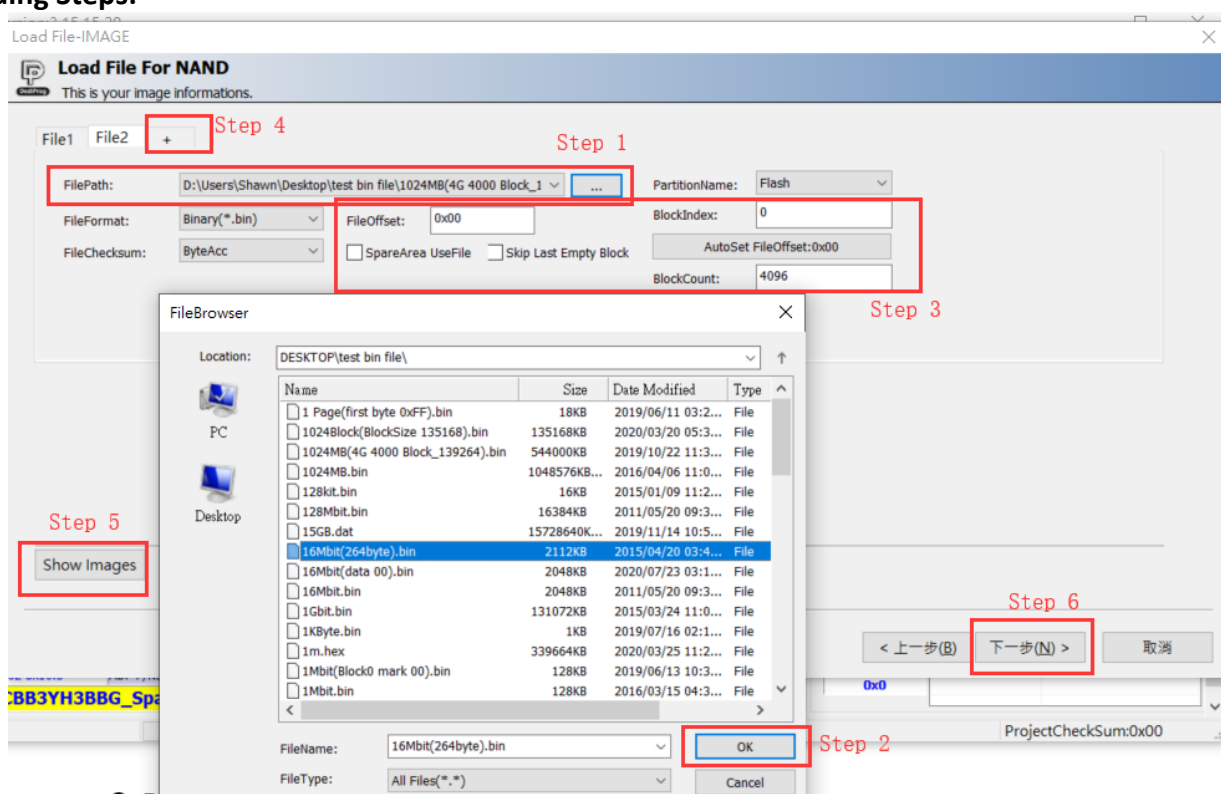 Steps:
Load File-IMAGE
Load File For NAND
This is your image informations.
File1 File2 + Step 4
Step 1
FilePath: D:\Users\Shawn\Desktop\test bin file\1024MB(4G 4000 Block_1 ... PartitionName: Flash
FileFormat: Binary(*.bin) FileOffset: 0x00 BlockIndex: 0
FileChecksum: ByteAcc SpareArea UseFile Skip Last Empty Block AutoSet FileOffset:0x00
BlockCount: 4096
Step 3
FileBrowser
Location: DESKTOP\test bin file\
Name Size Date Modified Type
1 Page(first byte 0xFF).bin 18KB 2019/06/11 03:2... File
1024Block(BlockSize 135168).bin 135168KB 2020/03/20 05:3... File
1024MB(4G 4000 Block_139264).bin 544000KB 2019/10/22 11:3... File
1024MB.bin 1048576KB... 2016/04/06 11:0... File
128kit.bin 16KB 2015/01/09 11:2... File
128Mbit.bin 16384KB 2011/05/20 09:3... File
15GB.dat 15728640K... 2019/11/14 10:5... File
16Mbit(264byte).bin 2112KB 2015/04/20 03:4... File
16Mbit(data 00).bin 2048KB 2020/07/23 03:1... File
16Mbit.bin 2048KB 2011/05/20 09:3... File
1Gbit.bin 131072KB 2015/03/24 11:0... File
1KByte.bin 1KB 2019/07/16 02:1... File
1m.hex 339664KB 2020/03/25 11:2... File
1Mbit(Block0 mark 00).bin 128KB 2019/06/13 10:3... File
1Mbit.bin 128KB 2016/03/15 04:3... File
PC
Desktop
Step 5
Show Images
Step 6
< 上一步(B) 下一步(N) > 取消
CBB3YH3BBG_Spa
0x0
ProjectCheckSum:0x00
FileName: 16Mbit(264byte).bin OK Step 2
FileType: All Files(*.*) Cancel